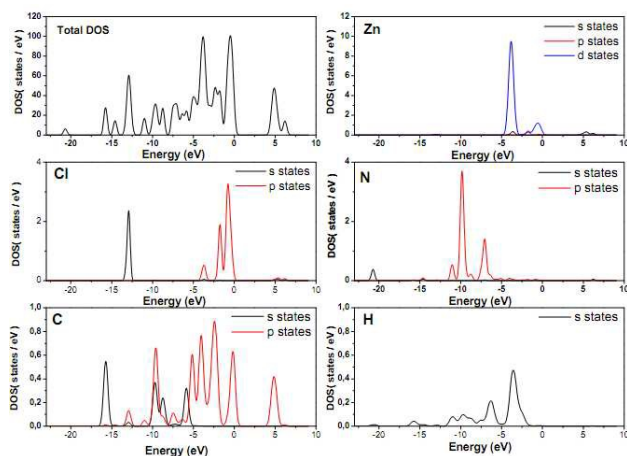 Total DOS
DOS( states / eV )
120
100
80
60
40
20
0
-20 -15 -10 -5 0 5 10
Energy (eV)
Zn
s states
p states
d states
DOS( states / eV)
10
8
6
4
2
0
-20 -15 -10 -5 0 5 10
Energy (eV)
Cl
s states
p states
DOS( states / eV)
4
2
0
-20 -15 -10 -5 0 5 10
Energy (eV)
N
s states
p states
DOS( states / eV)
4
2
0
-20 -15 -10 -5 0 5 10
Energy (eV)
C
s states
p states
DOS( states / eV)
1,0
0,8
0,6
0,4
0,2
0,0
-20 -15 -10 -5 0 5 10
Energy (eV)
H
s states
DOS( states / eV)
1,0
0,8
0,6
0,4
0,2
0,0
-20 -15 -10 -5 0 5 10
Energy (eV)